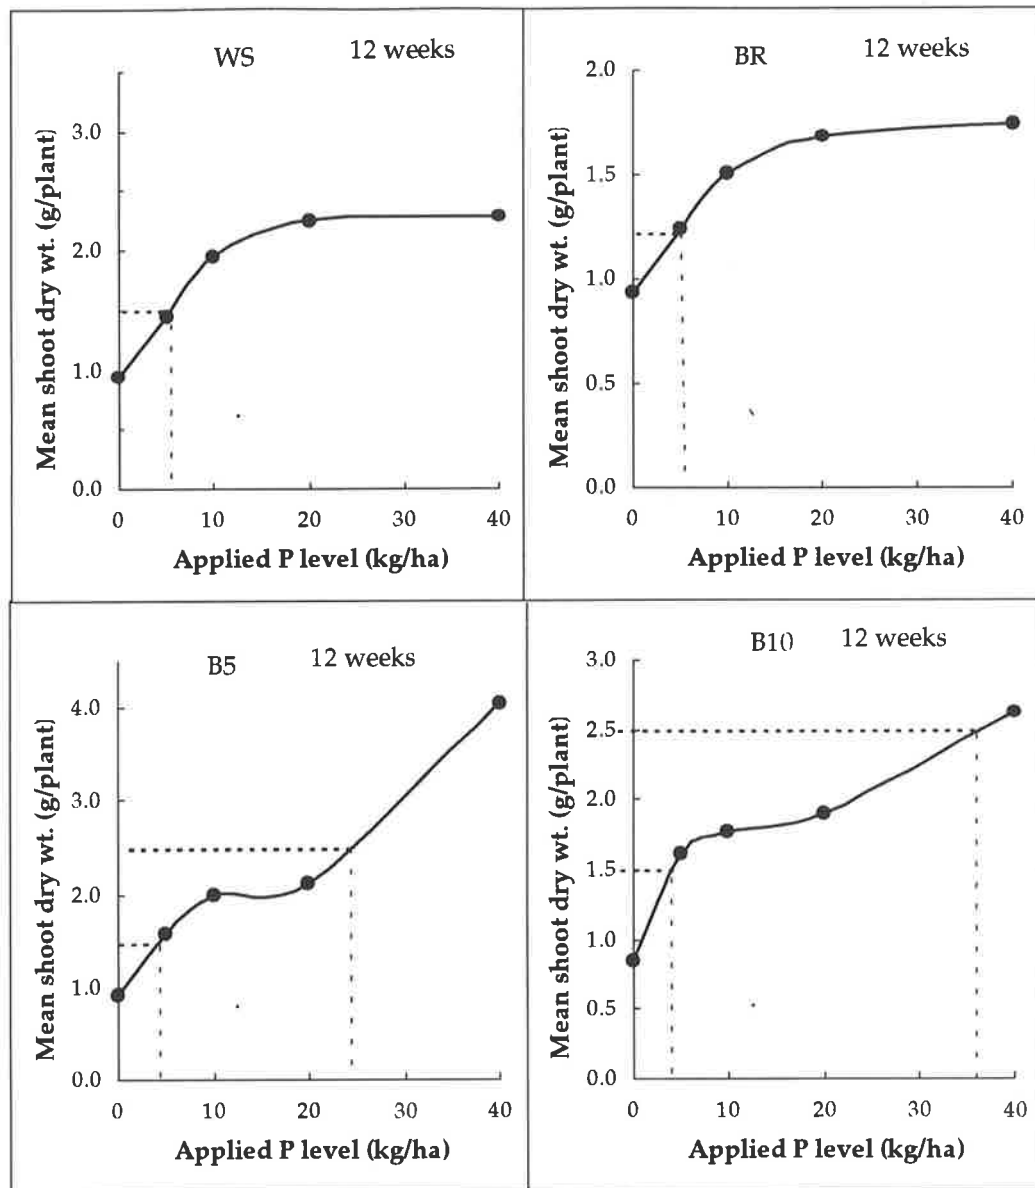 WS 12 weeks
Mean shoot dry wt. (g/plant)
3.0
2.0
1.0
0.0
0 10 20 30 40
Applied P level (kg/ha)
BR 12 weeks
Mean shoot dry wt. (g/plant)
2.0
1.5
1.0
0.5
0.0
0 10 20 30 40
Applied P level (kg/ha)
B5 12 weeks
Mean shoot dry wt. (g/plant)
4.0
3.0
2.0
1.0
0.0
0 10 20 30 40
Applied P level (kg/ha)
B10 12 weeks
Mean shoot dry wt. (g/plant)
3.0
2.5
2.0
1.5
1.0
0.5
0.0
0 10 20 30 40
Applied P level (kg/ha)